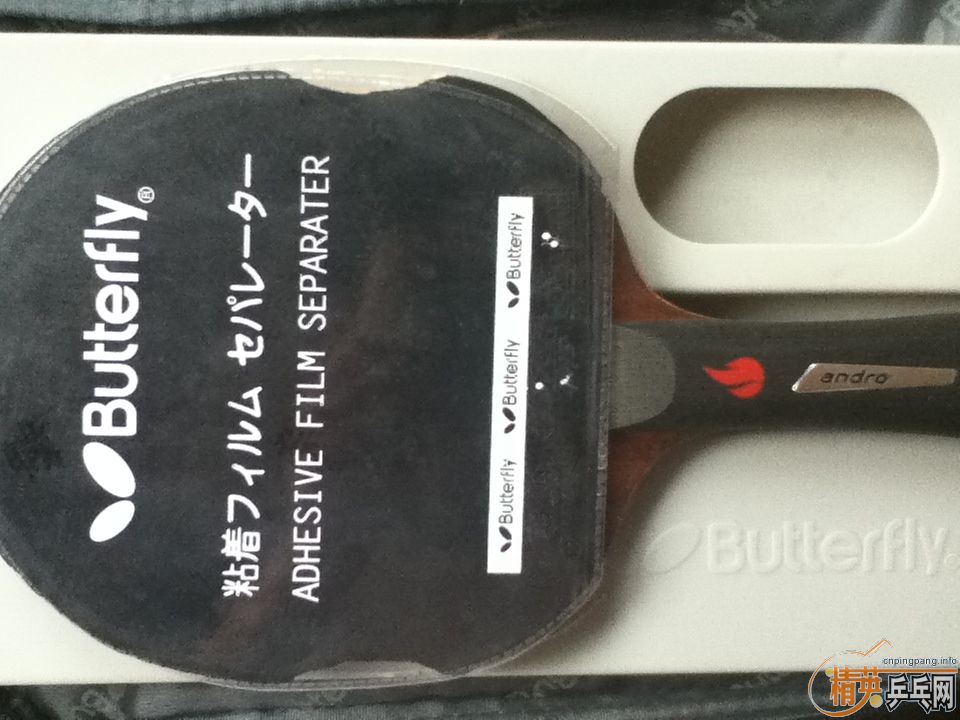 Butterfly®
粘着フィルム セパレーター
ADHESIVE FILM SEPARATER
Butterfly Butterfly Butterfly
andro
Butterfly
cnpingpang.info
精英乒乓网